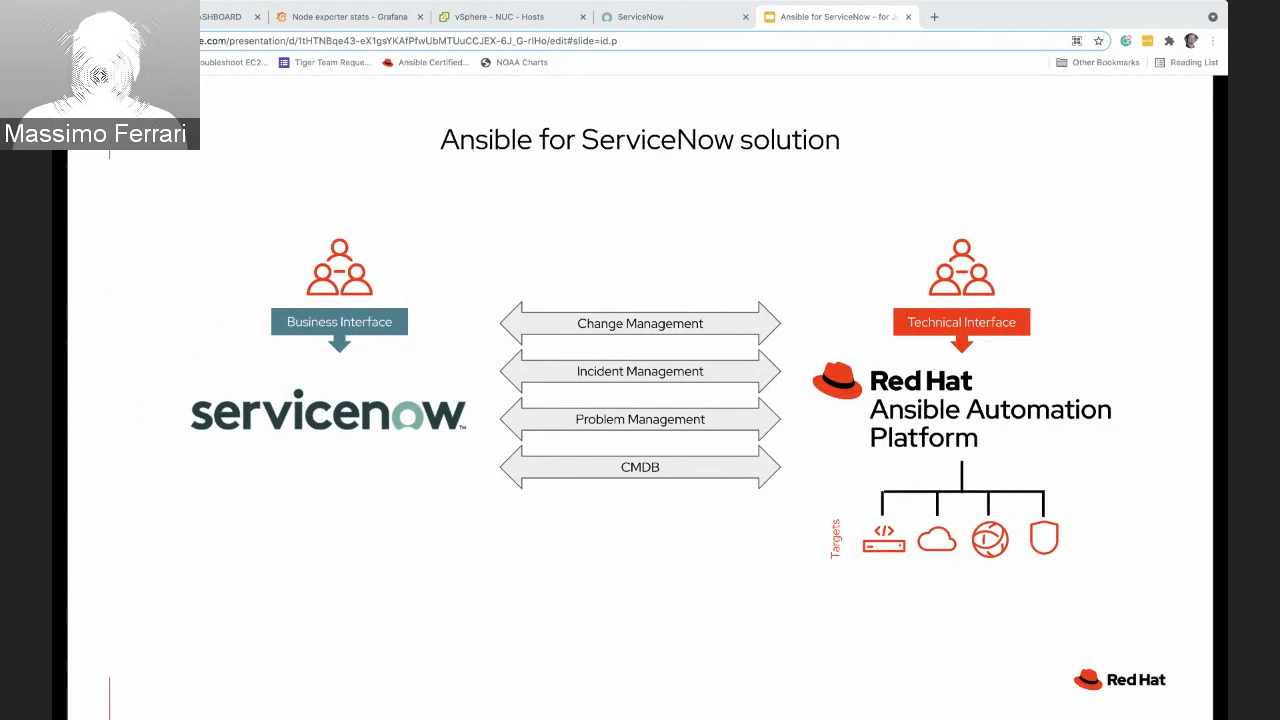 ASHBOARD
Node exporter stats - Grafana
vSphere - NUC - Hosts
ServiceNow
Ansible for ServiceNow - for J
e.com/presentation/d/1tHTNBqe43-eX1gsYKAfPfwUbMTUuCCJEX-6J_G-rIHo/edit#slide=id.p
oubleshoot EC2...
Tiger Team Reque...
Ansible Certified...
NOAA Charts
Other Bookmarks
Reading List
Massimo Ferrari
Ansible for ServiceNow solution
Business Interface
servicenow™
Change Management
Incident Management
Problem Management
CMDB
Technical Interface
Red Hat
Ansible Automation
Platform
Targets
</>
Red Hat